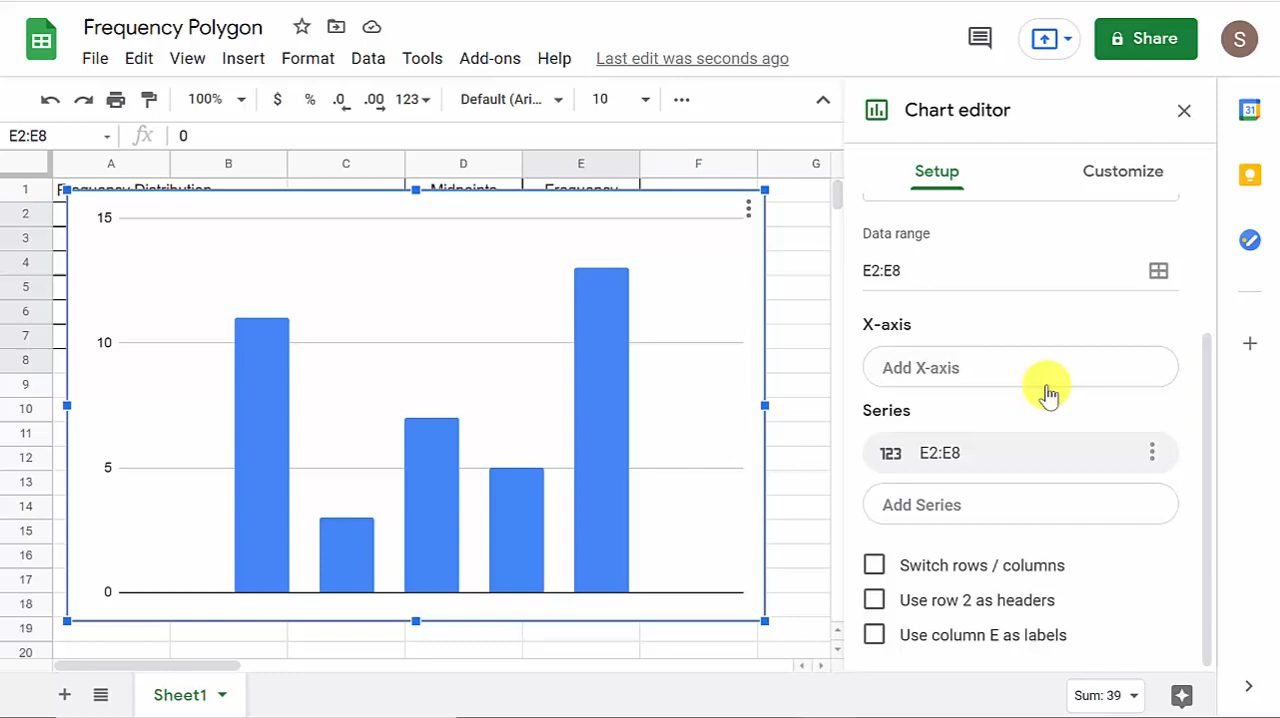 Frequency Polygon
File Edit View Insert Format Data Tools Add-ons Help Last edit was seconds ago
Share
S
100% $ % .0 .00 123 Default (Ari... 10
E2:E8 fx 0
A B C D E F G
1 Frequency Distribution Midpoints Frequency
2
3
4
5
6
7
8
9
10
11
12
13
14
15
16
17
18
19
20
15
10
5
0
Chart editor
Setup Customize
Data range
E2:E8
X-axis
Add X-axis
Series
123 E2:E8
Add Series
Switch rows / columns
Use row 2 as headers
Use column E as labels
31
Sheet1
Sum: 39